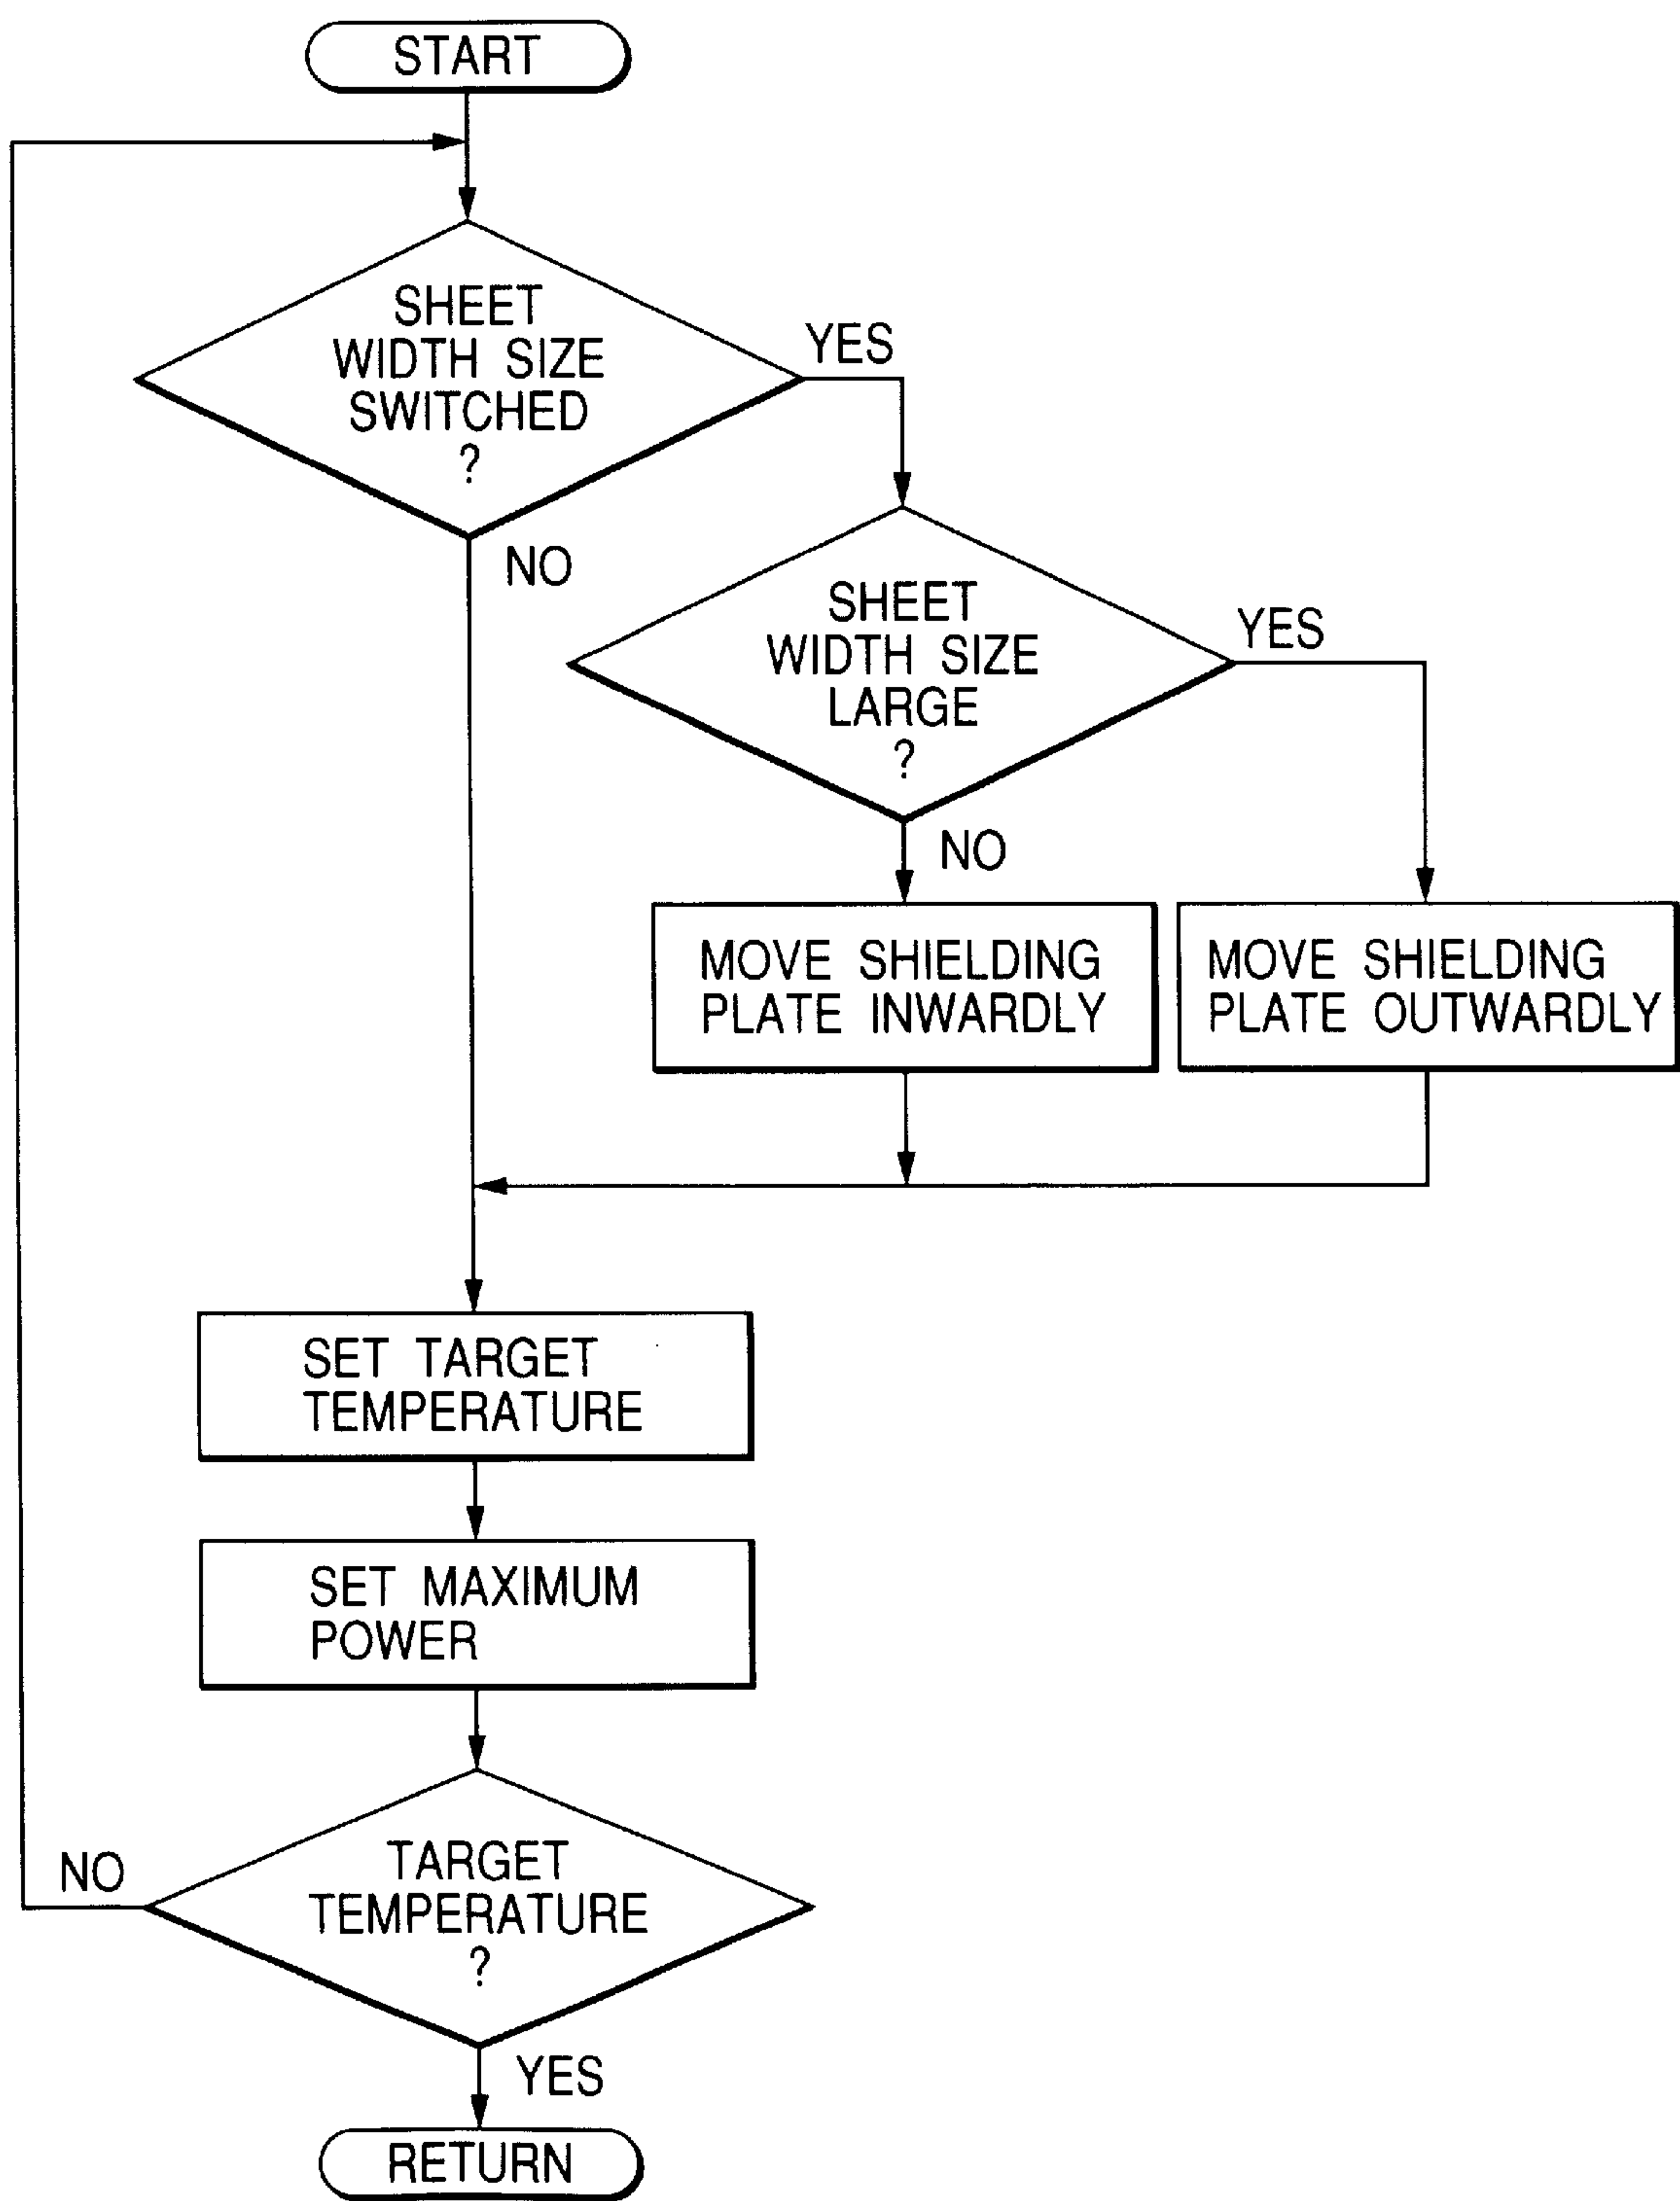 START
SHEET
WIDTH SIZE
SWITCHED
?
YES
NO
SHEET
WIDTH SIZE
LARGE
?
YES
NO
MOVE SHIELDING
PLATE INWARDLY
MOVE SHIELDING
PLATE OUTWARDLY
SET TARGET
TEMPERATURE
SET MAXIMUM
POWER
TARGET
TEMPERATURE
?
NO
YES
RETURN